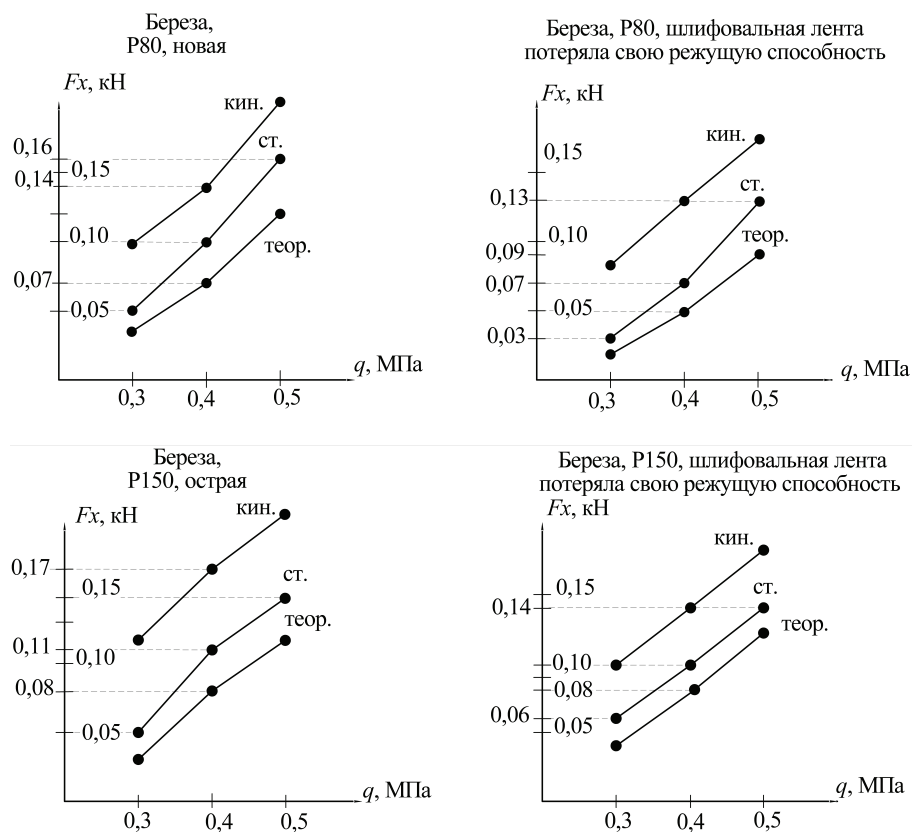 Береза,
P80, новая
Fx, кН
кин.
ст.
0,16
0,15
0,14
0,10
теор.
0,07
0,05
q, МПа
0,3
0,4
0,5
Береза, P80, шлифовальная лента
потеряла свою режущую способность
Fx, кН
кин.
0,15
ст.
0,13
теор.
0,10
0,09
0,07
0,05
0,03
q, МПа
0,3
0,4
0,5
Береза,
P150, острая
Fx, кН
кин.
0,17
ст.
0,15
теор.
0,11
0,10
0,08
0,05
q, МПа
0,3
0,4
0,5
Береза, P150, шлифовальная лента
потеряла свою режущую способность
Fx, кН
кин.
ст.
0,15
0,14
теор.
0,10
0,08
0,06
0,05
q, МПа
0,3
0,4
0,5